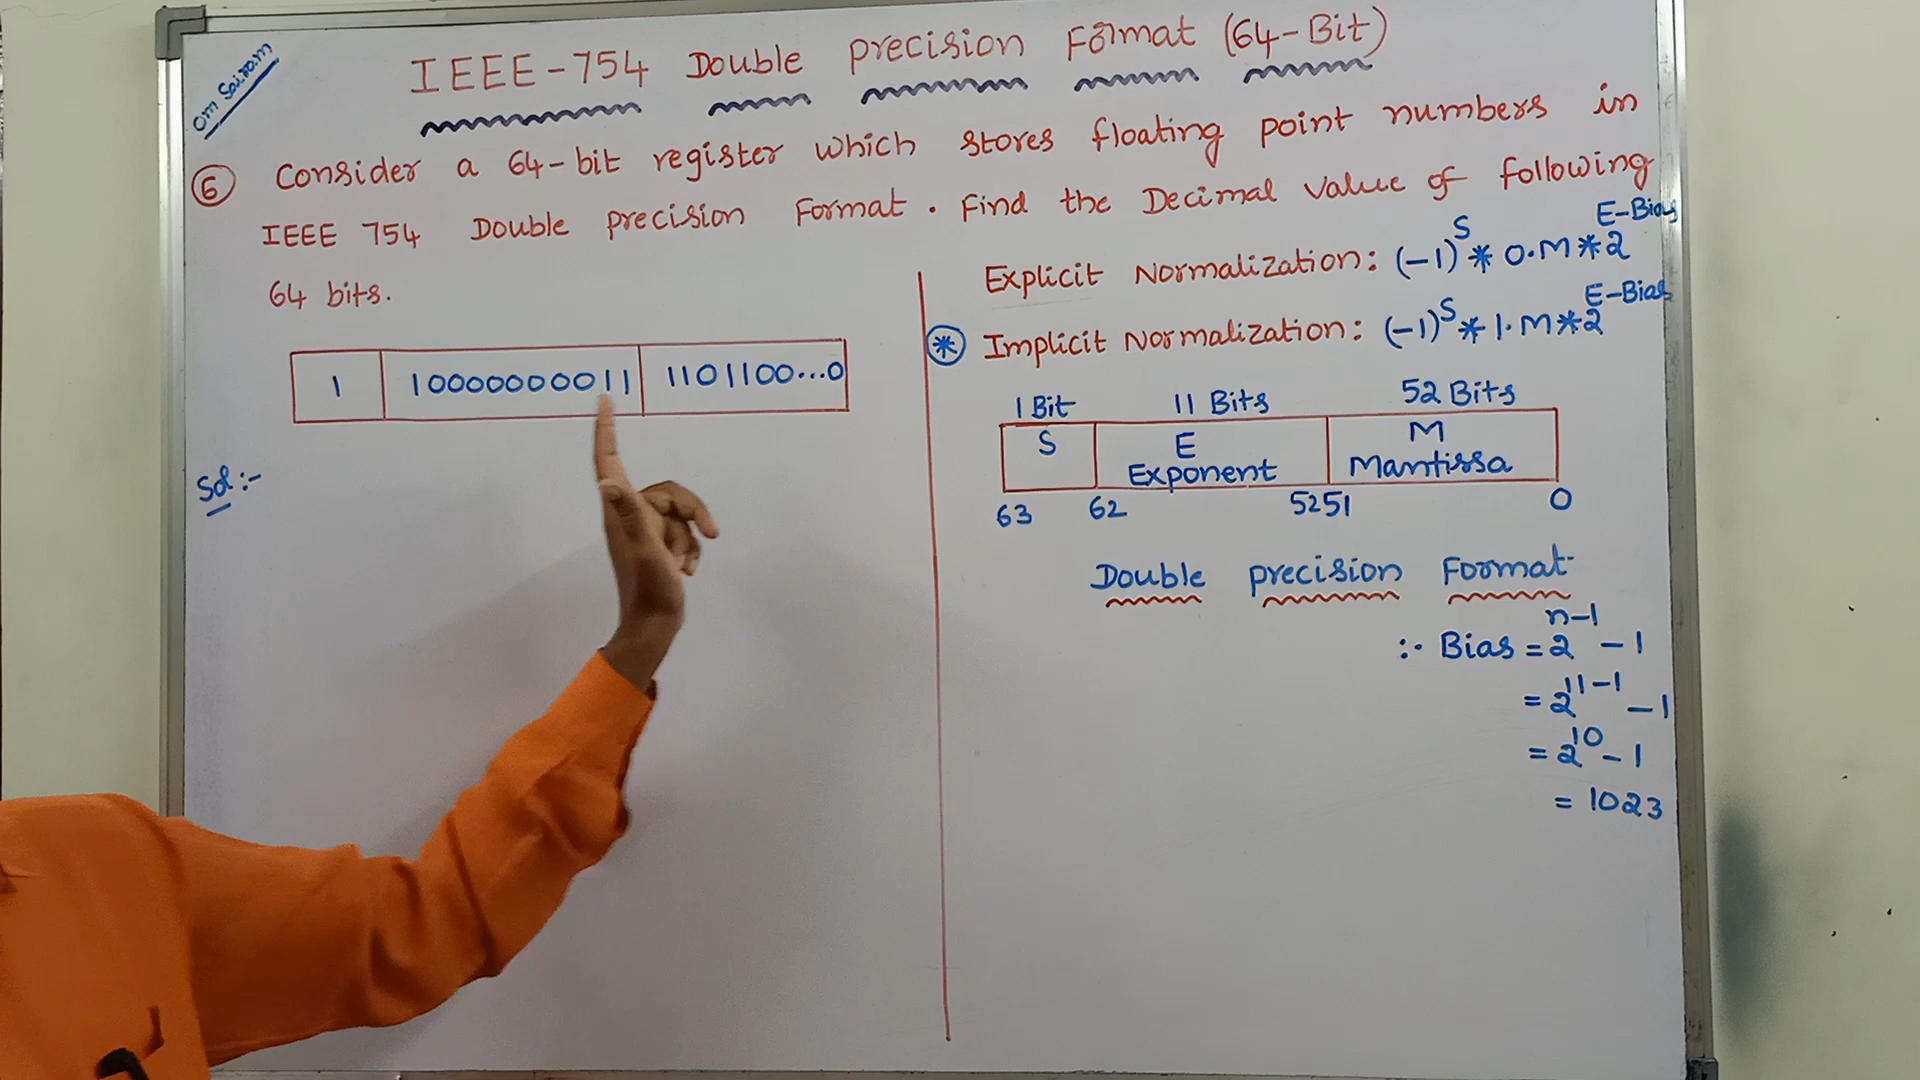 Om Sairam
IEEE-754 Double Precision Format (64-Bit)
6 Consider a 64-bit register which stores floating point numbers in
IEEE 754 Double Precision Format. Find the Decimal value of following
64 bits.
1 10000000011 1101100...0
Sol:-
Explicit Normalization: (-1)^S * 0.M * 2^E-Bias
* Implicit Normalization: (-1)^S * 1.M * 2^E-Bias
1 Bit 11 Bits 52 Bits
S E M
Exponent Mantissa
63 62 52 51 0
Double Precision Format
∴ Bias = 2^n-1 - 1
= 2^11-1 - 1
= 2^10 - 1
= 1023